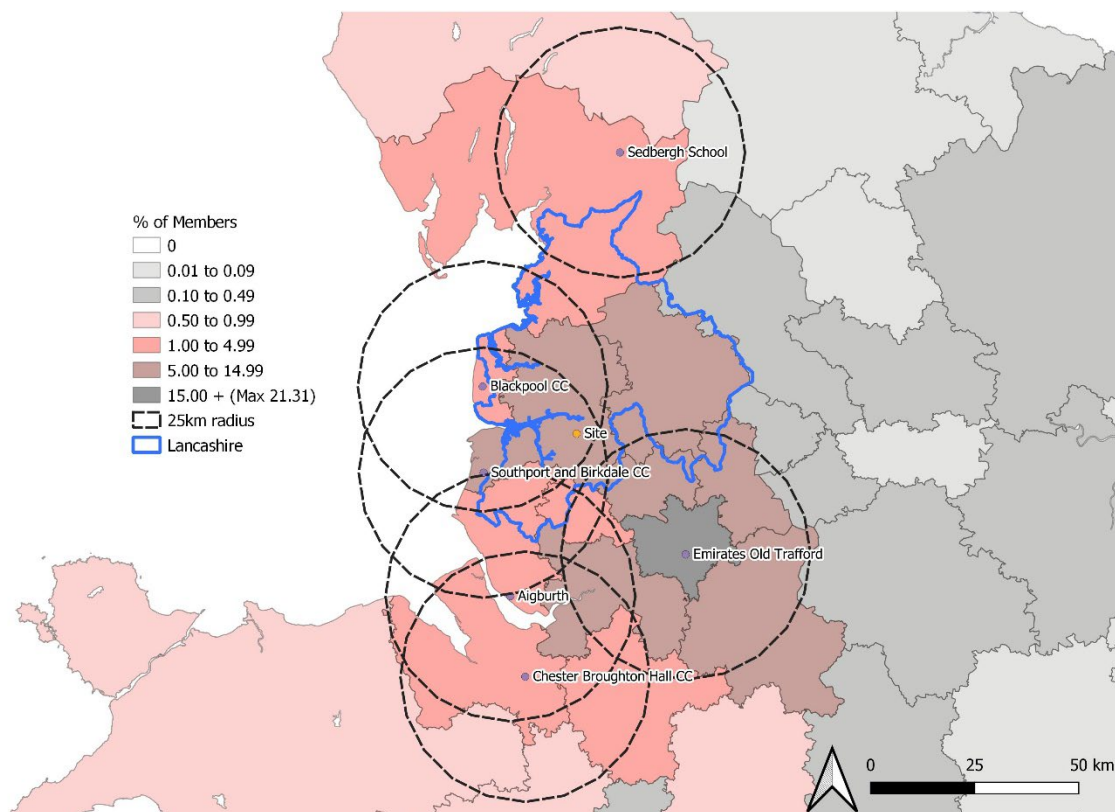 Sedbergh School
% of Members
0
0.01 to 0.09
0.10 to 0.49
0.50 to 0.99
1.00 to 4.99
5.00 to 14.99
15.00 + (Max 21.31)
25km radius
Lancashire
Blackpool CC
Site
Southport and Birkdale CC
Emirates Old Trafford
Aigburth
Chester Broughton Hall CC
0 25 50 km